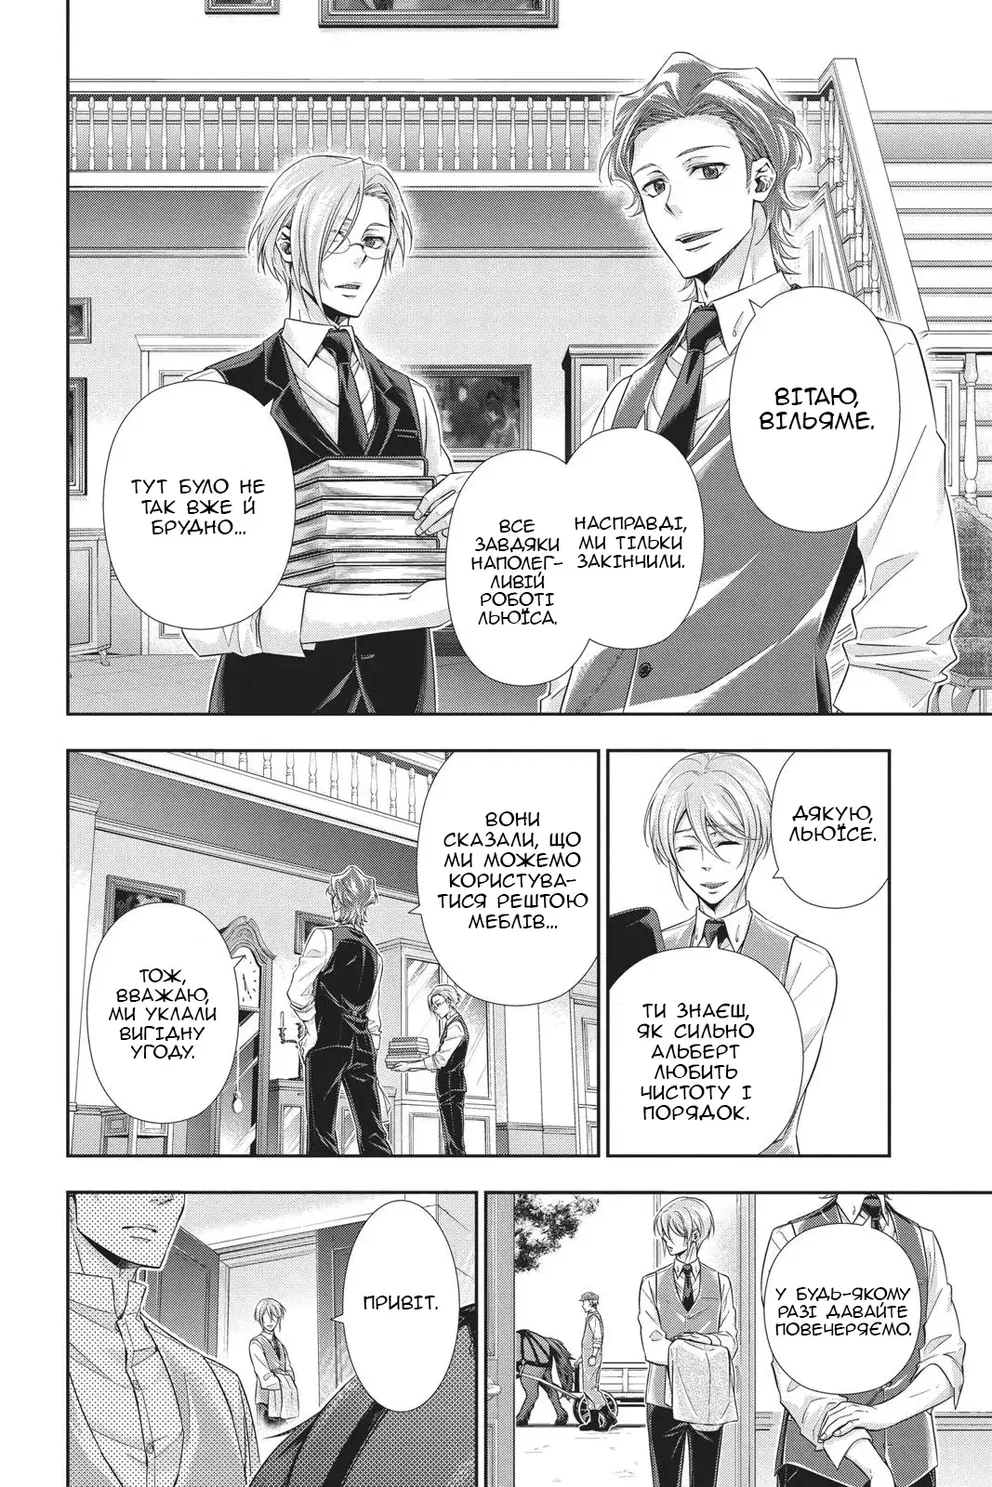 ВІТАЮ,
ВІЛЬЯМЕ.
НАСПРАВДІ,
МИ ТІЛЬКИ
ЗАКІНЧИЛИ.
ВСЕ
ЗАВДЯКИ
НАПОЛЕГ-
ЛИВІЙ
РОБОТІ
ЛЬЮЇСА.
ТУТ БУЛО НЕ
ТАК ВЖЕ Й
БРУДНО...
ДЯКУЮ,
ЛЬЮЇСЕ.
ТИ ЗНАЄШ,
ЯК СИЛЬНО
АЛЬБЕРТ
ЛЮБИТЬ
ЧИСТОТУ І
ПОРЯДОК.
ВОНИ
СКАЗАЛИ, ЩО
МИ МОЖЕМО
КОРИСТУВА-
ТИСЯ РЕШТОЮ
МЕБЛІВ...
ТОЖ,
ВВАЖАЮ,
МИ УКЛАЛИ
ВИГІДНУ
УГОДУ.
У БУДЬ-ЯКОМУ
РАЗІ ДАВАЙТЕ
ПОВЕЧЕРЯЄМО.
ПРИВІТ.